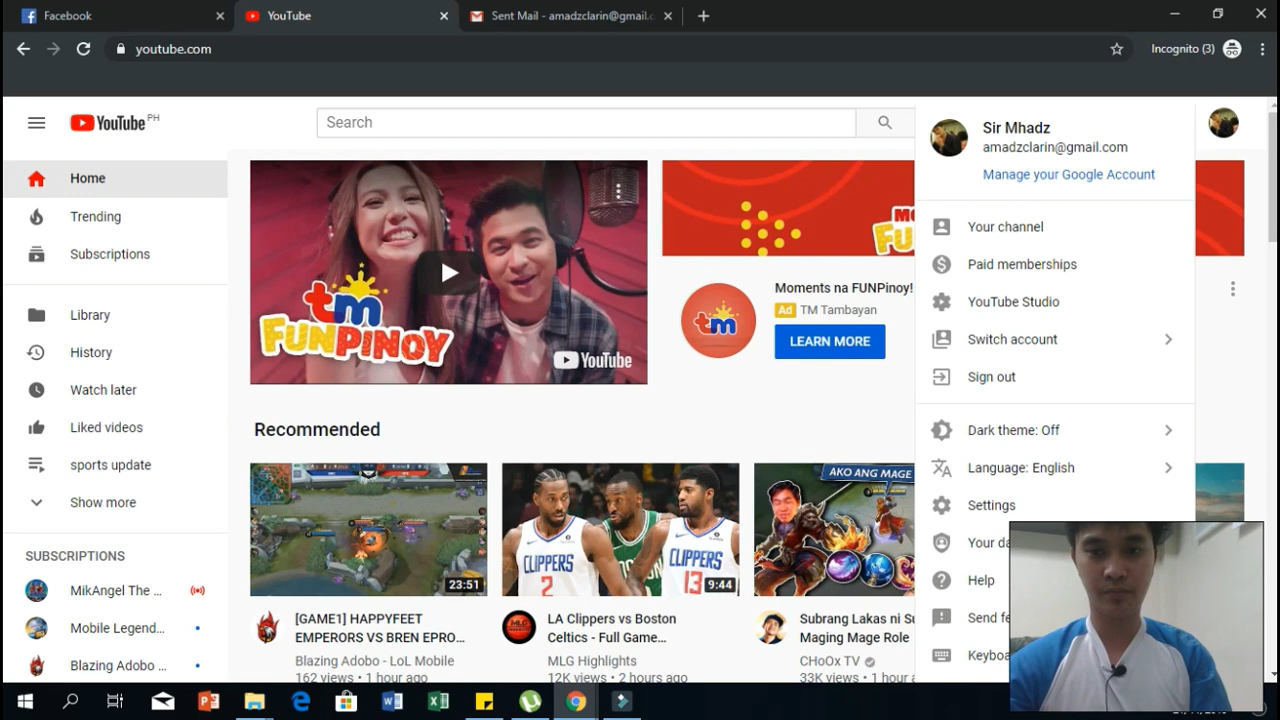 Facebook
YouTube
Sent Mail - amadzclarin@gmail.c
youtube.com
Incognito (3)
YouTube PH
Search
Sir Mhadz
amadzclarin@gmail.com
Manage your Google Account
Home
Trending
Subscriptions
Library
History
Watch later
Liked videos
sports update
Show more
SUBSCRIPTIONS
MikAngel The ...
Mobile Legend...
Blazing Adobo ...
tm
FUNPINOY
YouTube
Moments na FUNPinoy!
Ad TM Tambayan
LEARN MORE
tm
Your channel
Paid memberships
YouTube Studio
Switch account
Sign out
Dark theme: Off
Language: English
Settings
Your da
Help
Send fe
Keyboa
Recommended
23:51
CLIPPERS
2
CLIPPERS
13
9:44
AKO ANG MAGE
[GAME1] HAPPYFEET
EMPERORS VS BREN EPRO...
Blazing Adobo - LoL Mobile
162 views • 1 hour ago
LA Clippers vs Boston
Celtics - Full Game...
MLG Highlights
12K views • 2 hours ago
Subrang Lakas ni Su
Maging Mage Role
CHoOx TV
33K views • 1 hour ag